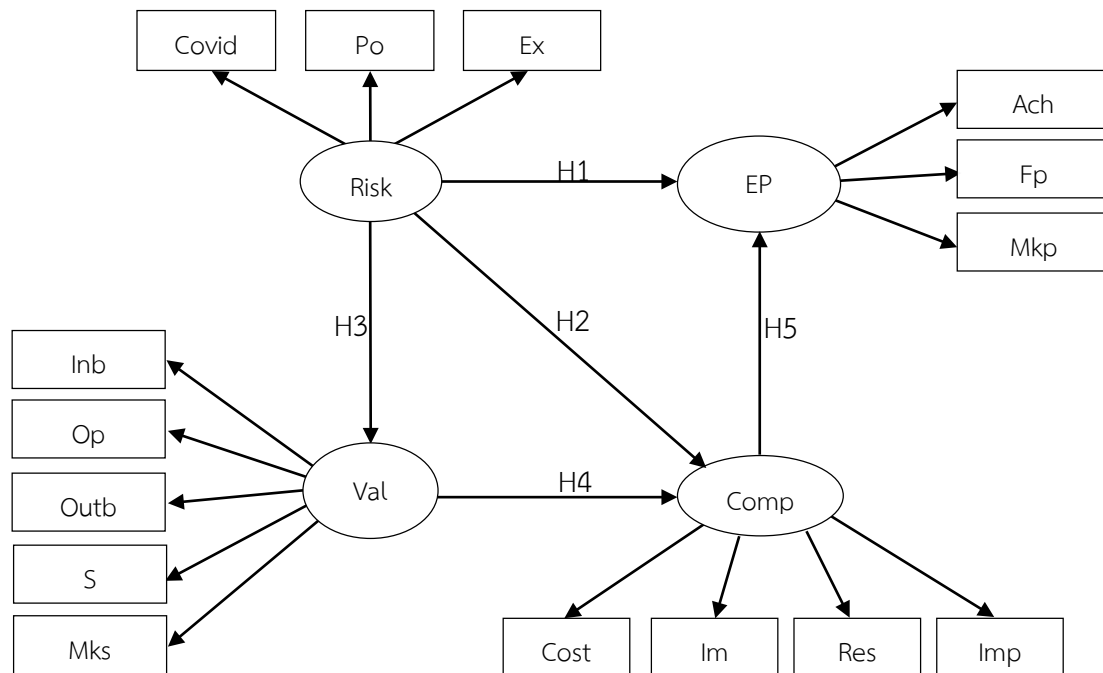 Covid
Po
Ex
Ach
Risk
H1
EP
Fp
Mkp
H3
H2
H5
Inb
Op
Outb
Val
H4
Comp
S
Mks
Cost
Im
Res
Imp